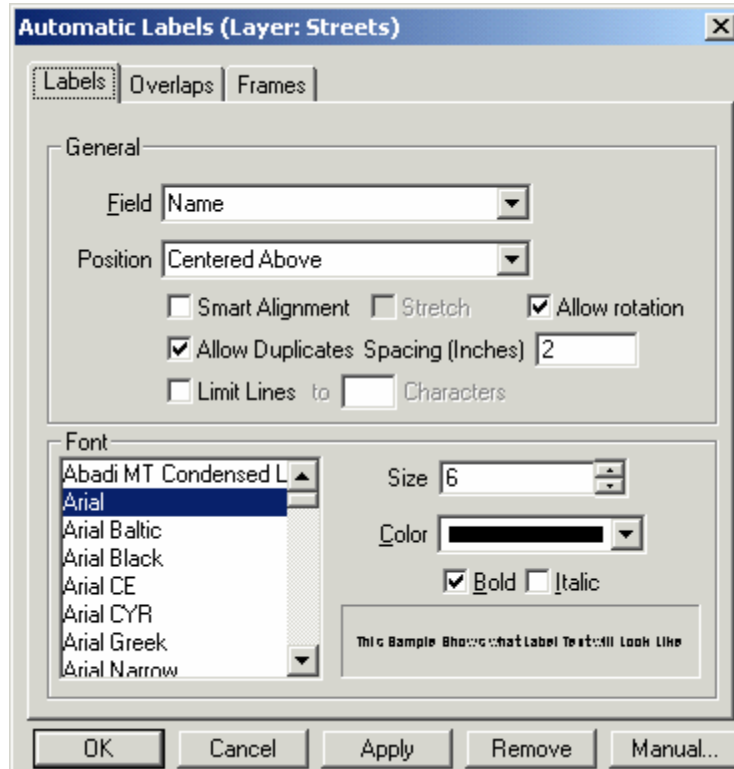 Automatic Labels (Layer: Streets)
Labels Overlaps Frames
General
Field Name
Position Centered Above
Smart Alignment Stretch Allow rotation
Allow Duplicates Spacing (Inches) 2
Limit Lines to Characters
Font
Abadi MT Condensed L
Arial
Arial Baltic
Arial Black
Arial CE
Arial CYR
Arial Greek
Arial Narrow
Size 6
Color
Bold Italic
This Sample Shows what Label Text will Look Like
OK Cancel Apply Remove Manual...